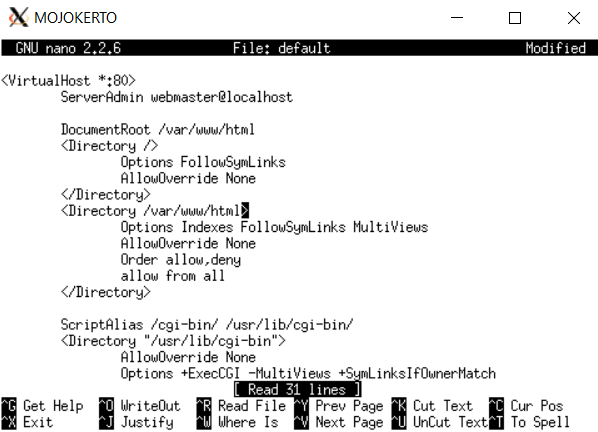 MOJOKERTO
GNU nano 2.2.6 File: default Modified
<VirtualHost *:80>
ServerAdmin webmaster@localhost
DocumentRoot /var/www/html
<Directory />
Options FollowSymLinks
AllowOverride None
</Directory>
<Directory /var/www/html>
Options Indexes FollowSymLinks MultiViews
AllowOverride None
Order allow,deny
allow from all
</Directory>
ScriptAlias /cgi-bin/ /usr/lib/cgi-bin/
<Directory "/usr/lib/cgi-bin">
AllowOverride None
Options +ExecCGI -MultiViews +SymLinksIfOwnerMatch
[ Read 31 lines ]
^G Get Help ^O WriteOut ^R Read File ^Y Prev Page ^K Cut Text ^C Cur Pos
^X Exit ^J Justify ^W Where Is ^V Next Page ^U UnCut Text ^T To Spell